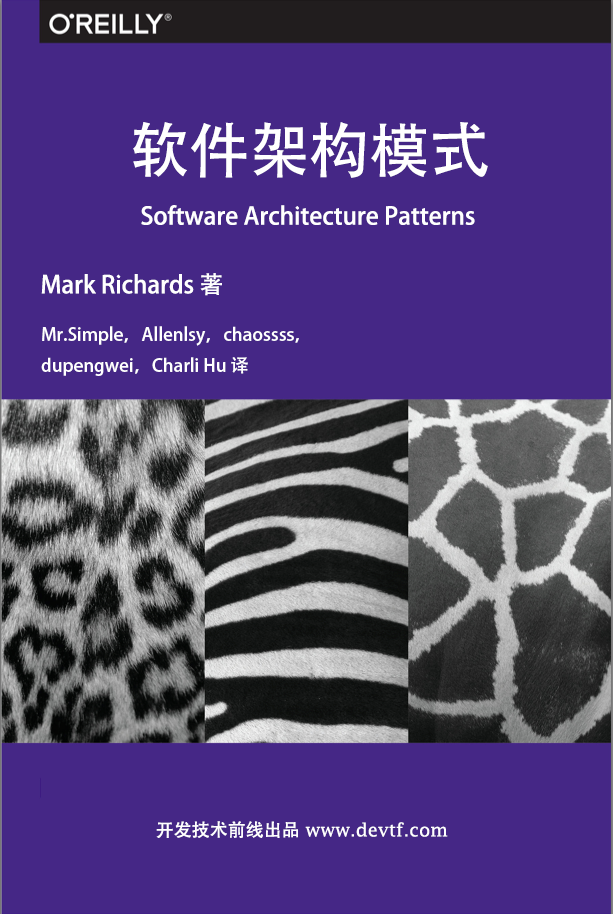 O'REILLY®
软件架构模式
Software Architecture Patterns
Mark Richards 著
Mr.Simple，Allenlsy，chaossss，
dupengwei，Charli Hu 译
开发技术前线出品 www.devtf.com